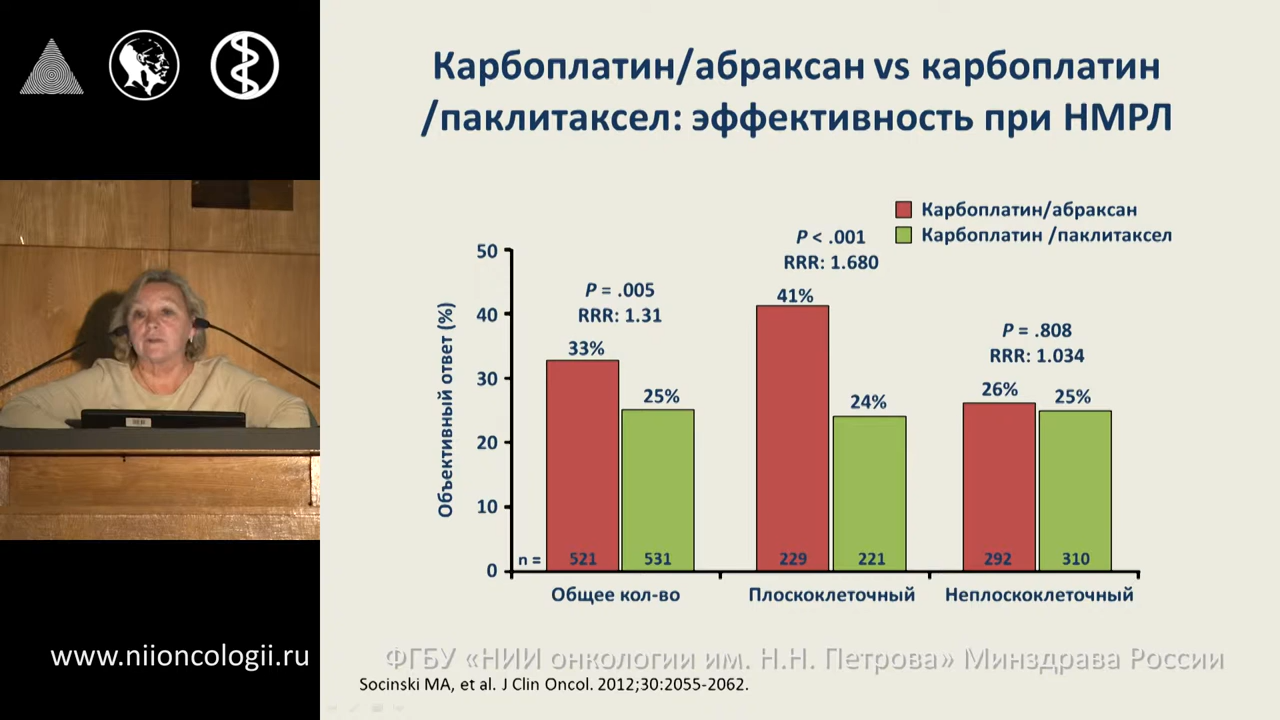 Карбоплатин/абраксан vs карбоплатин
/паклитаксел: эффективность при НМРЛ
Карбоплатин/абраксан
Карбоплатин /паклитаксел
Объективный ответ (%)
50
40
30
20
10
0
P = .005
RRR: 1.31
33%
25%
P < .001
RRR: 1.680
41%
24%
P = .808
RRR: 1.034
26%
25%
n =
521
531
229
221
292
310
Общее кол-во
Плоскоклеточный
Неплоскоклеточный
www.niioncologii.ru
ФГБУ «НИИ онкологии им. Н.Н. Петрова» Минздрава России
Socinski MA, et al. J Clin Oncol. 2012;30:2055-2062.